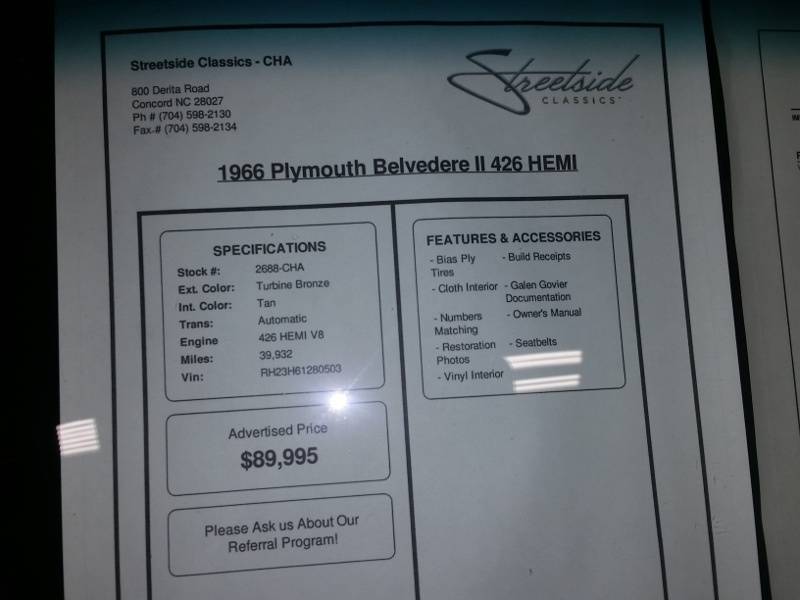 Streetside Classics - CHA
800 Derita Road
Concord NC 28027
Ph # (704) 598-2130
Fax # (704) 598-2134
Streetside
CLASSICS™
1966 Plymouth Belvedere II 426 HEMI
SPECIFICATIONS
Stock #: 2688-CHA
Ext. Color: Turbine Bronze
Int. Color: Tan
Trans: Automatic
Engine 426 HEMI V8
Miles: 39,932
Vin: RH23H61280503
Advertised Price
$89,995
Please Ask us About Our
Referral Program!
FEATURES & ACCESSORIES
- Bias Ply - Build Receipts
Tires
- Cloth Interior - Galen Govier
Documentation
- Numbers - Owner's Manual
Matching
- Restoration - Seatbelts
Photos
- Vinyl Interior